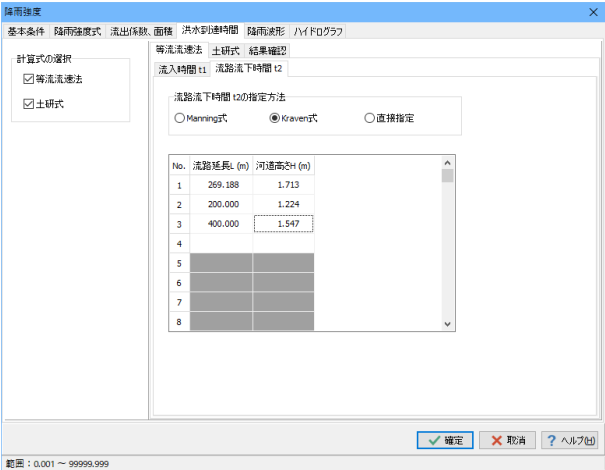 降雨強度
基本条件 降雨強度式 流出係数、面積 洪水到達時間 降雨波形 ハイドログラフ
計算式の選択
等流流速法
土研式
等流流速法 土研式 結果確認
流入時間 t1 流路流下時間 t2
流路流下時間 t2の指定方法
Manning式 Kraven式 直接指定
No. 流路延長L (m) 河道高さH (m)
1 269.188 1.713
2 200.000 1.224
3 400.000 1.547
4
5
6
7
8
確定 取消 ? ヘルプ(H)
範囲：0.001 ～ 99999.999